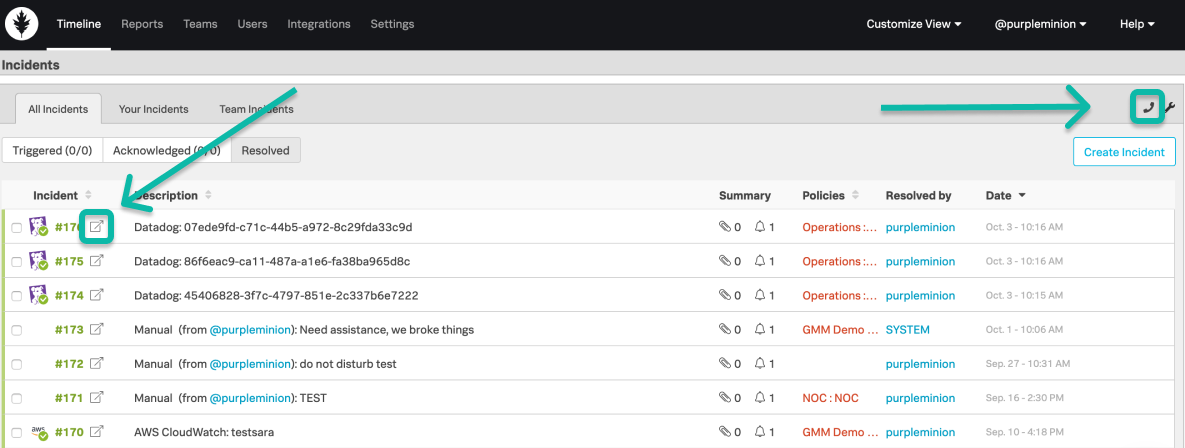 Timeline Reports Teams Users Integrations Settings Customize View @purpleminion Help
Incidents
All Incidents Your Incidents Team Incidents
Triggered (0/0) Acknowledged (0/0) Resolved Create Incident
Incident Description Summary Policies Resolved by Date
#176 Datadog: 07ede9fd-c71c-44b5-a972-8c29fda33c9d 0 1 Operations :... purpleminion Oct. 3 - 10:16 AM
#175 Datadog: 86f6eac9-ca11-487a-a1e6-fa38ba965d8c 0 1 Operations :... purpleminion Oct. 3 - 10:16 AM
#174 Datadog: 45406828-3f7c-4797-851e-2c337b6e7222 0 1 Operations :... purpleminion Oct. 3 - 10:15 AM
#173 Manual (from @purpleminion): Need assistance, we broke things 0 1 GMM Demo ... SYSTEM Oct. 1 - 10:06 AM
#172 Manual (from @purpleminion): do not disturb test 0 1 purpleminion Sep. 27 - 10:31 AM
#171 Manual (from @purpleminion): TEST 0 1 NOC : NOC purpleminion Sep. 16 - 2:30 PM
aws #170 AWS CloudWatch: testsara 0 1 GMM Demo ... purpleminion Sep. 10 - 4:18 PM